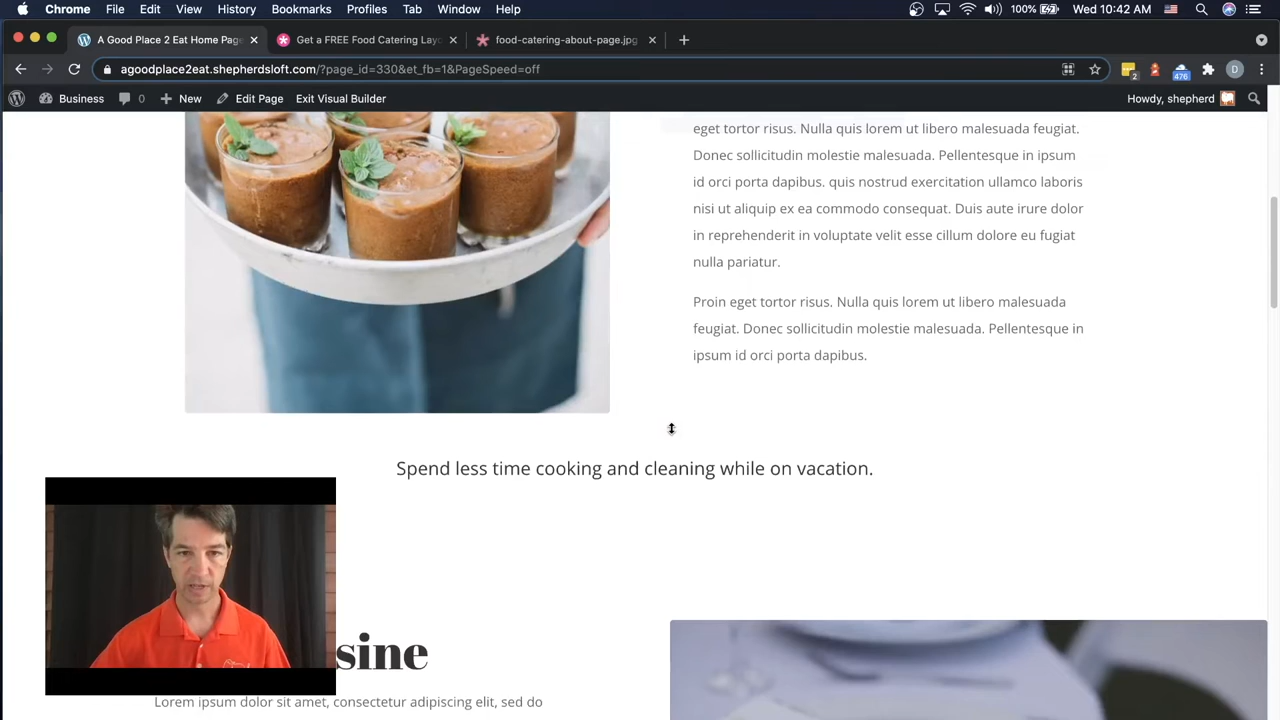 Chrome File Edit View History Bookmarks Profiles Tab Window Help 100% Wed 10:42 AM
A Good Place 2 Eat Home Pag
Get a FREE Food Catering Layo
food-catering-about-page.jpg
agoodplace2eat.shepherdsloft.com/?page_id=330&et_fb=1&PageSpeed=off
2
476
D
Business 0 New Edit Page Exit Visual Builder Howdy, shepherd
eget tortor risus. Nulla quis lorem ut libero malesuada feugiat.
Donec sollicitudin molestie malesuada. Pellentesque in ipsum
id orci porta dapibus. quis nostrud exercitation ullamco laboris
nisi ut aliquip ex ea commodo consequat. Duis aute irure dolor
in reprehenderit in voluptate velit esse cillum dolore eu fugiat
nulla pariatur.
Proin eget tortor risus. Nulla quis lorem ut libero malesuada
feugiat. Donec sollicitudin molestie malesuada. Pellentesque in
ipsum id orci porta dapibus.
Spend less time cooking and cleaning while on vacation.
sine
Lorem ipsum dolor sit amet, consectetur adipiscing elit, sed do